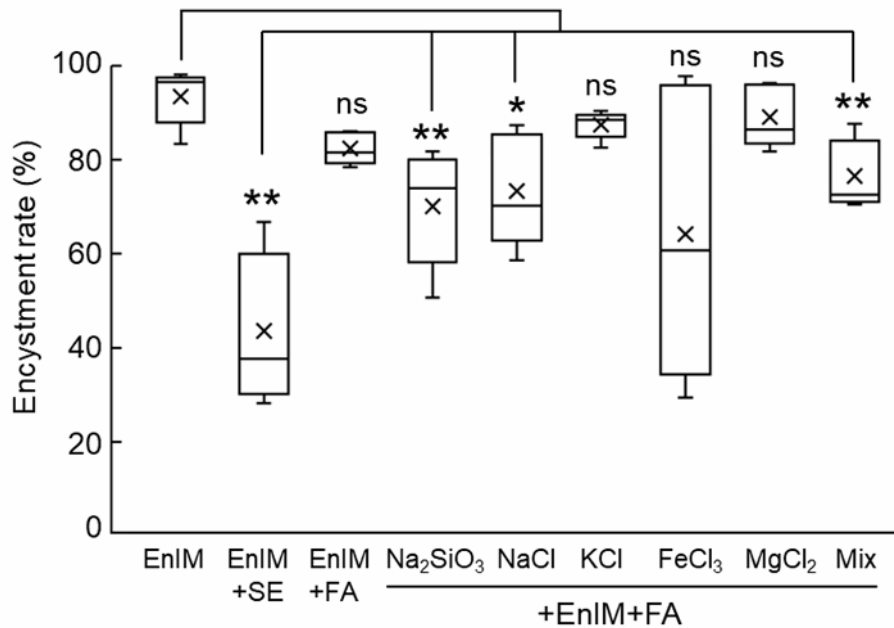 Encystment rate (%)
100
80
60
40
20
0
**
ns
**
*
ns
ns
ns
**
EnIM
EnIM
+SE
EnIM
+FA
Na₂SiO₃
NaCl
KCl
FeCl₃
MgCl₂
Mix
+EnIM+FA